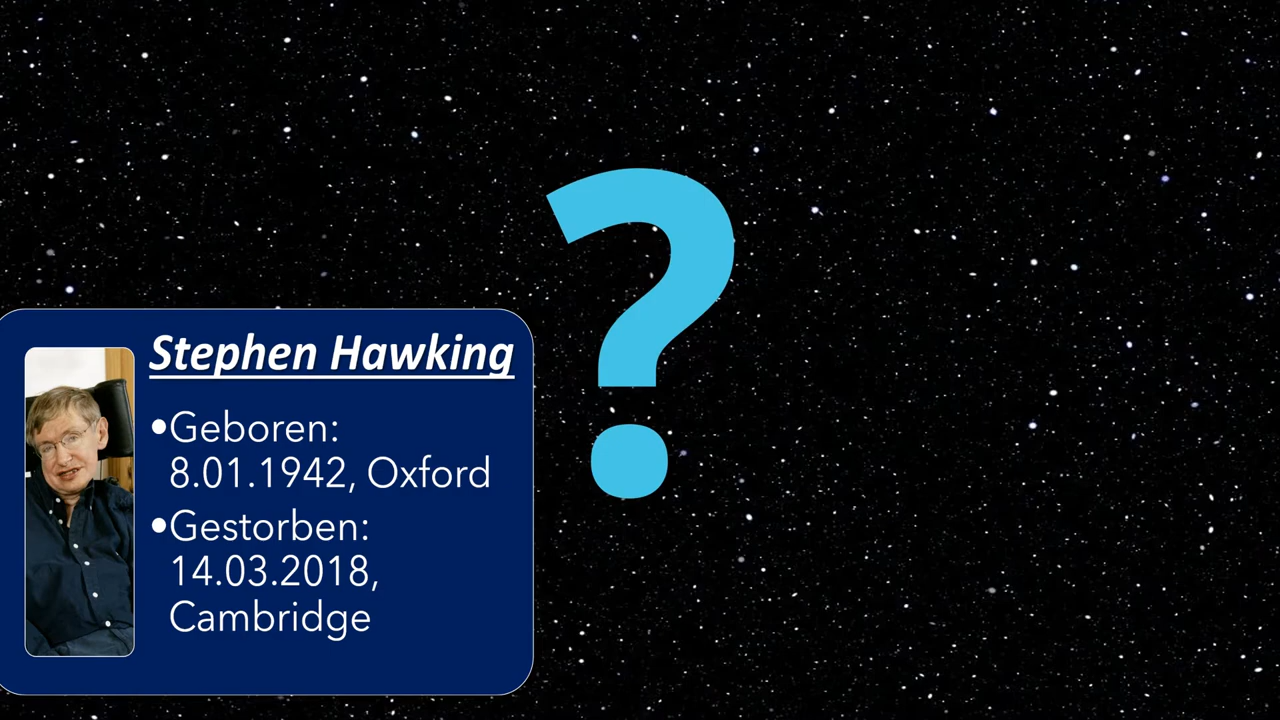 ?
Stephen Hawking
•Geboren:
8.01.1942, Oxford
•Gestorben:
14.03.2018,
Cambridge